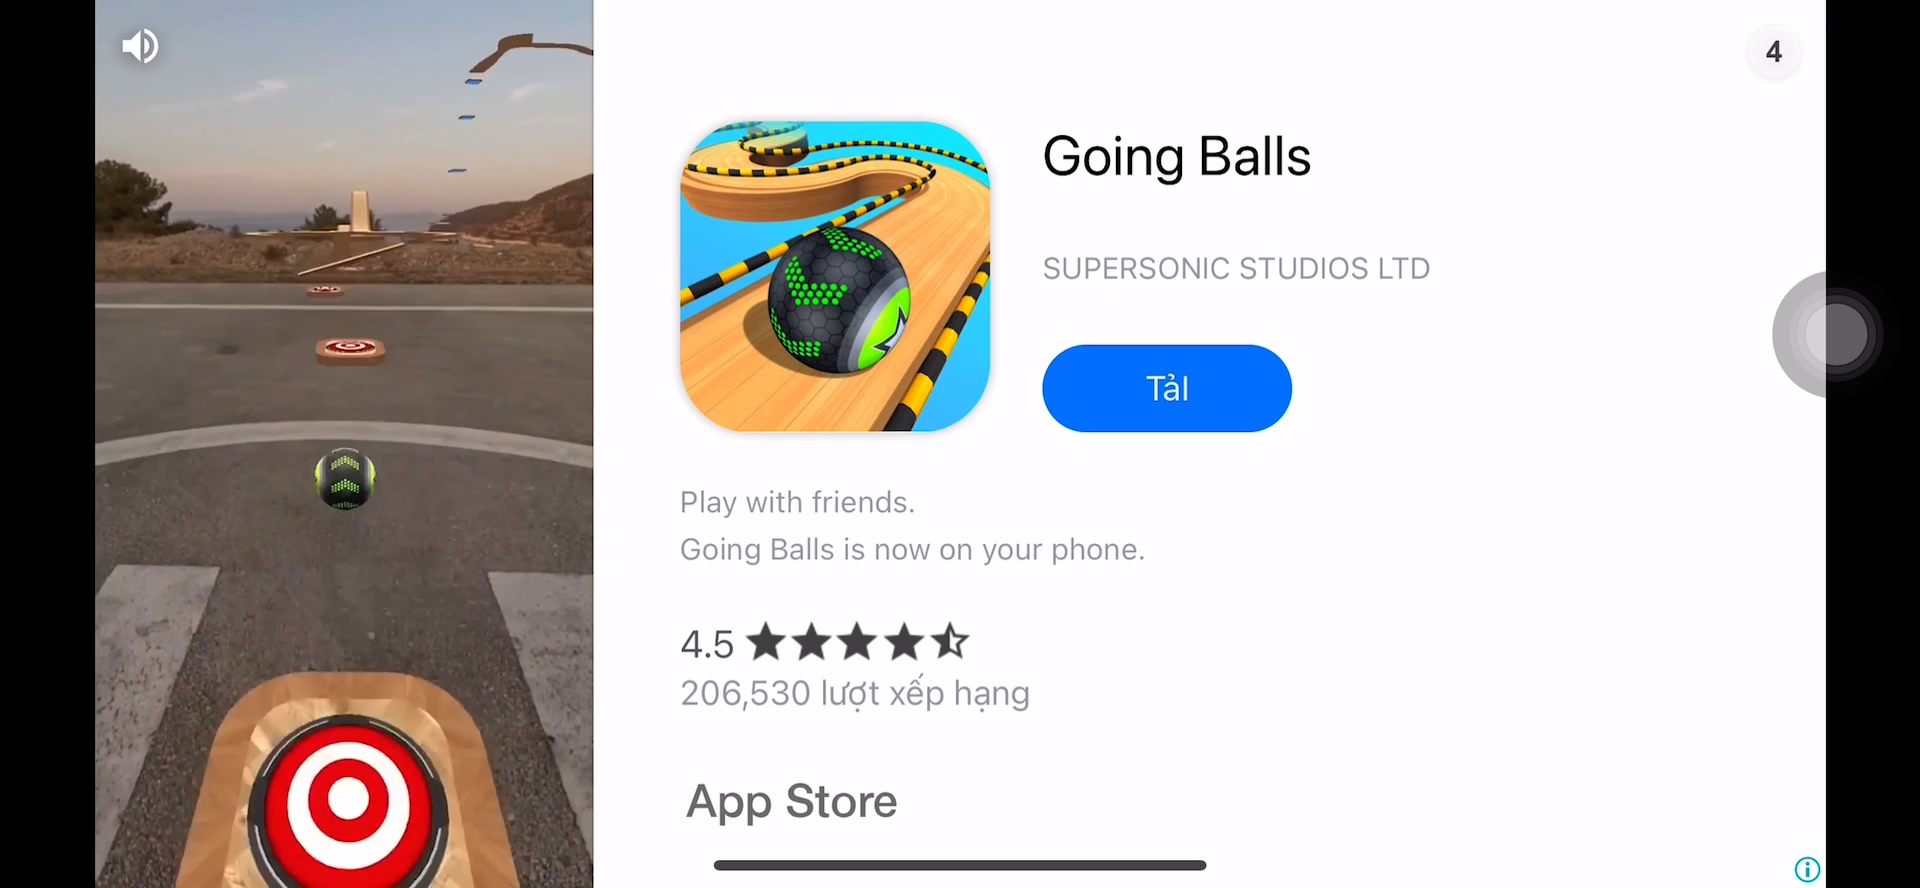 4
Going Balls
SUPERSONIC STUDIOS LTD
Tải
Play with friends.
Going Balls is now on your phone.
4.5
206,530 lượt xếp hạng
App Store